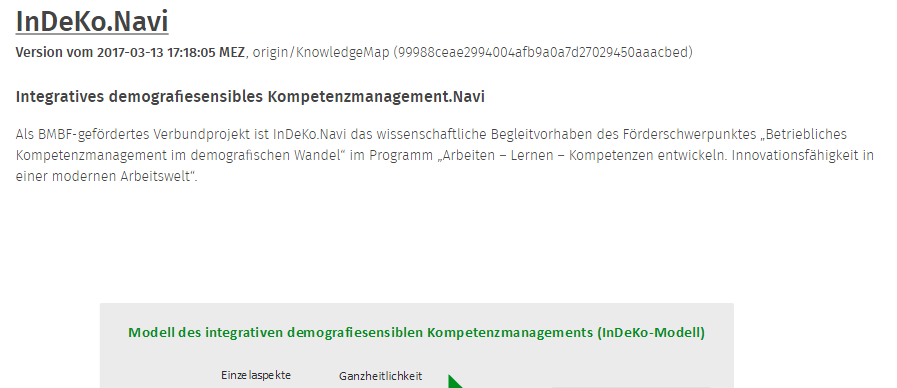 InDeKo.Navi
Version vom 2017-03-13 17:18:05 MEZ, origin/KnowledgeMap (99988ceae2994004afb9a0a7d27029450aaacbed)
Integratives demografiesensibles Kompetenzmanagement.Navi
Als BMBF-gefördertes Verbundprojekt ist InDeKo.Navi das wissenschaftliche Begleitvorhaben des Förderschwerpunktes „Betriebliches
Kompetenzmanagement im demografischen Wandel“ im Programm „Arbeiten – Lernen – Kompetenzen entwickeln. Innovationsfähigkeit in
einer modernen Arbeitswelt“.
Modell des integrativen demografiesensiblen Kompetenzmanagements (InDeKo-Modell)
Einzelaspekte Ganzheitlichkeit